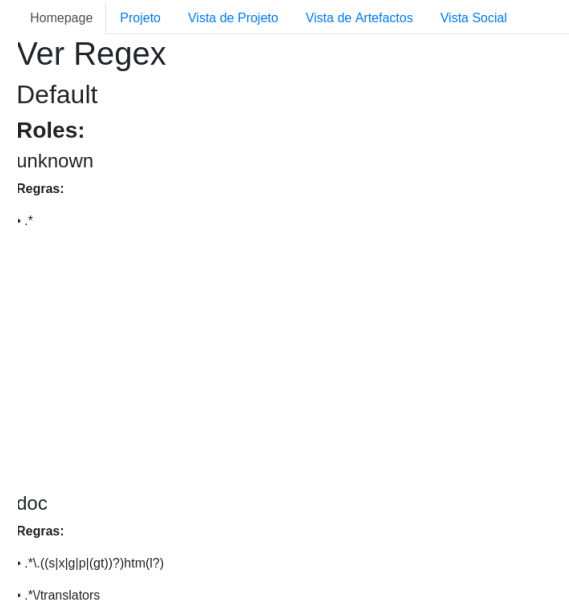 Homepage Projeto Vista de Projeto Vista de Artefactos Vista Social
Ver Regex
Default
Roles:
unknown
Regras:
• .*
doc
Regras:
• .*\.((s|x|g|p|(gt))?)htm(l?)
• .*\/translators